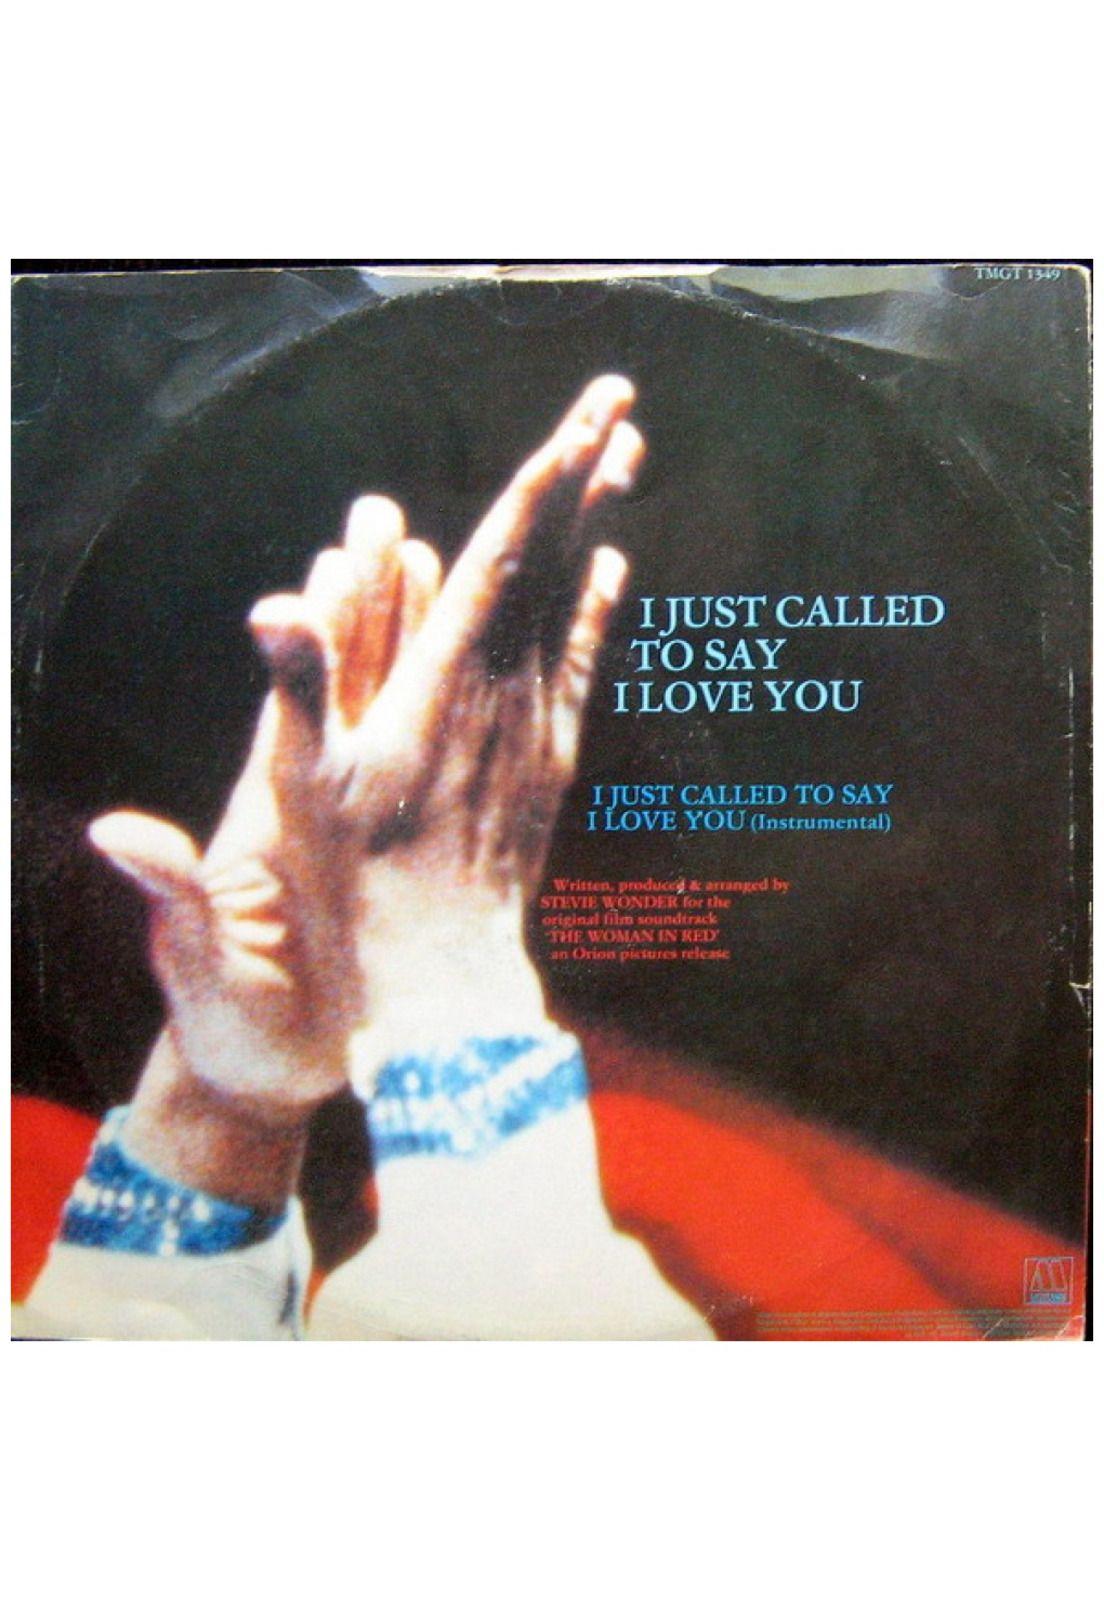 TMGT 1349
I JUST CALLED
TO SAY
I LOVE YOU
I JUST CALLED TO SAY
I LOVE YOU (Instrumental)
Written, produced & arranged by
STEVIE WONDER for the
original film soundtrack
'THE WOMAN IN RED'
an Orion pictures release
MOTOWN